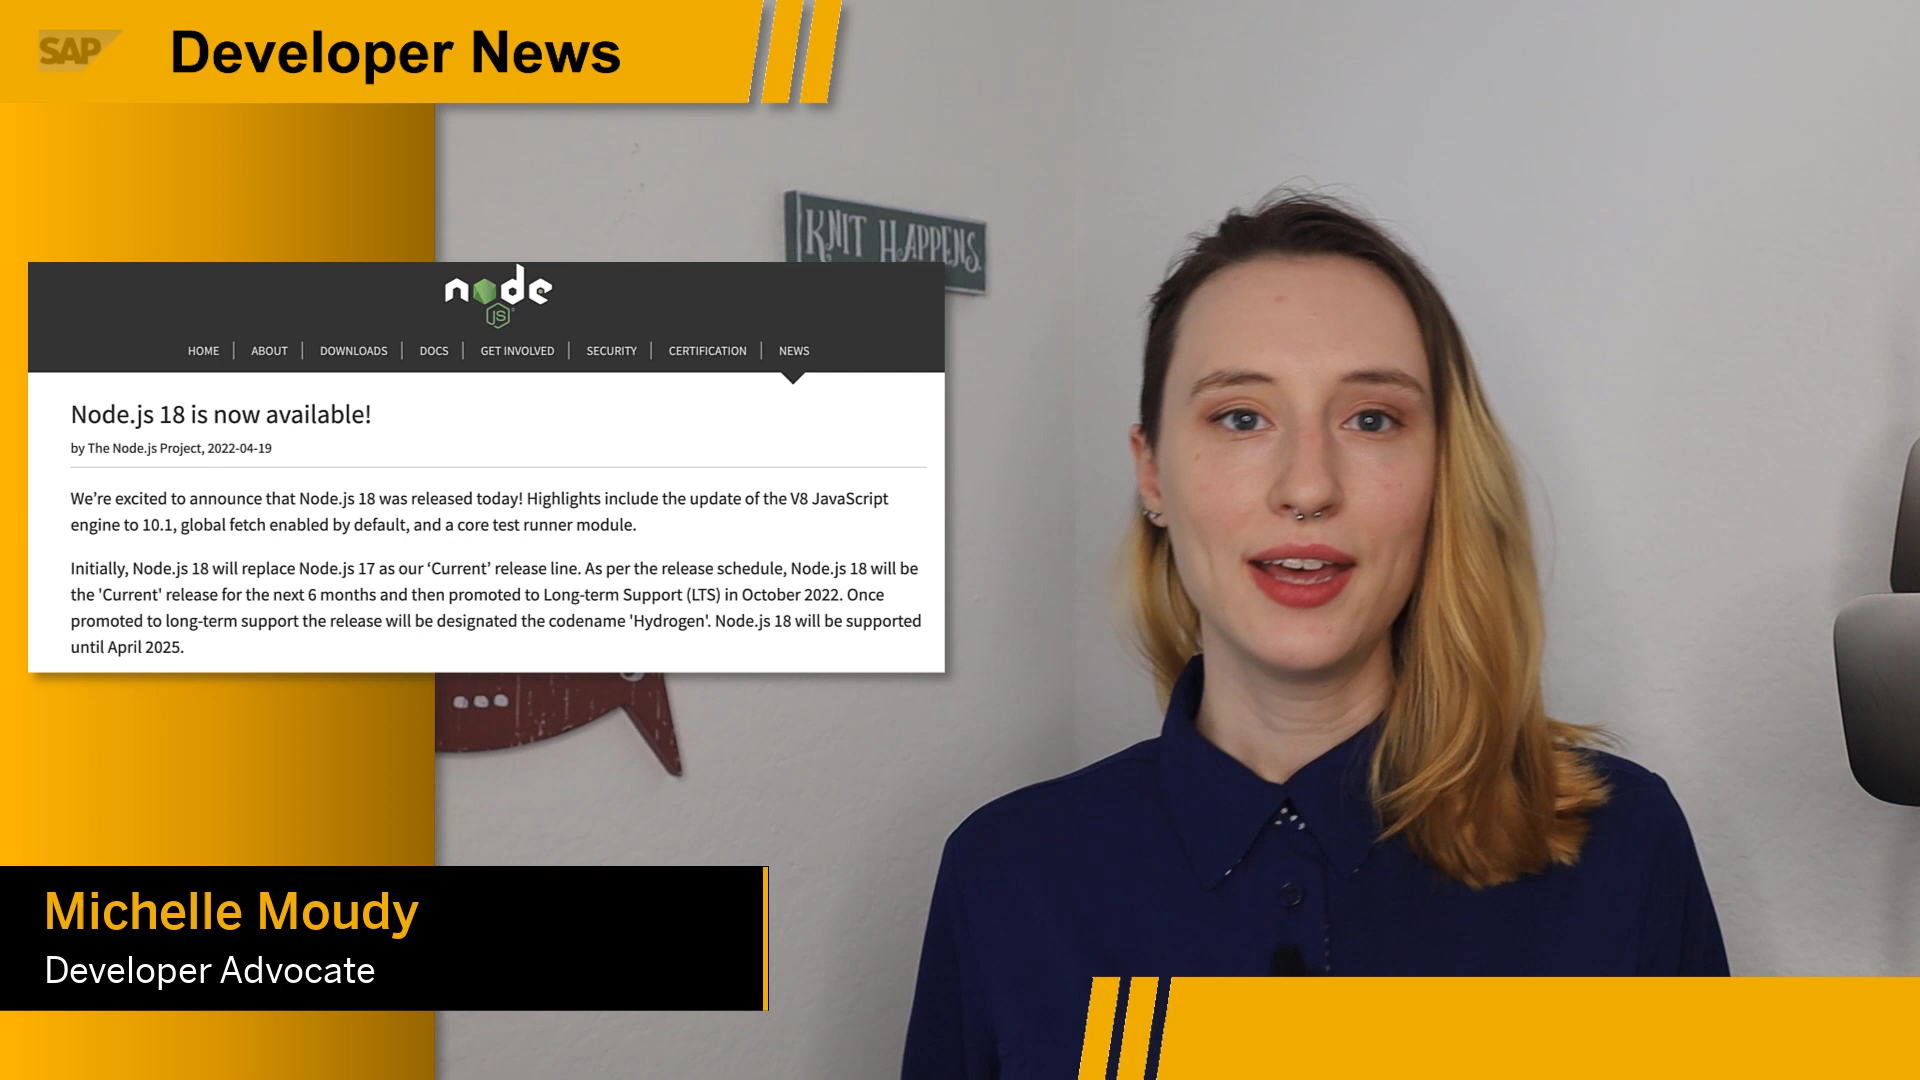 SAP
Developer News
KNIT HAPPENS
node
JS
HOME
ABOUT
DOWNLOADS
DOCS
GET INVOLVED
SECURITY
CERTIFICATION
NEWS
Node.js 18 is now available!
by The Node.js Project, 2022-04-19
We’re excited to announce that Node.js 18 was released today! Highlights include the update of the V8 JavaScript
engine to 10.1, global fetch enabled by default, and a core test runner module.
Initially, Node.js 18 will replace Node.js 17 as our ‘Current’ release line. As per the release schedule, Node.js 18 will be
the 'Current' release for the next 6 months and then promoted to Long-term Support (LTS) in October 2022. Once
promoted to long-term support the release will be designated the codename 'Hydrogen'. Node.js 18 will be supported
until April 2025.
Michelle Moudy
Developer Advocate